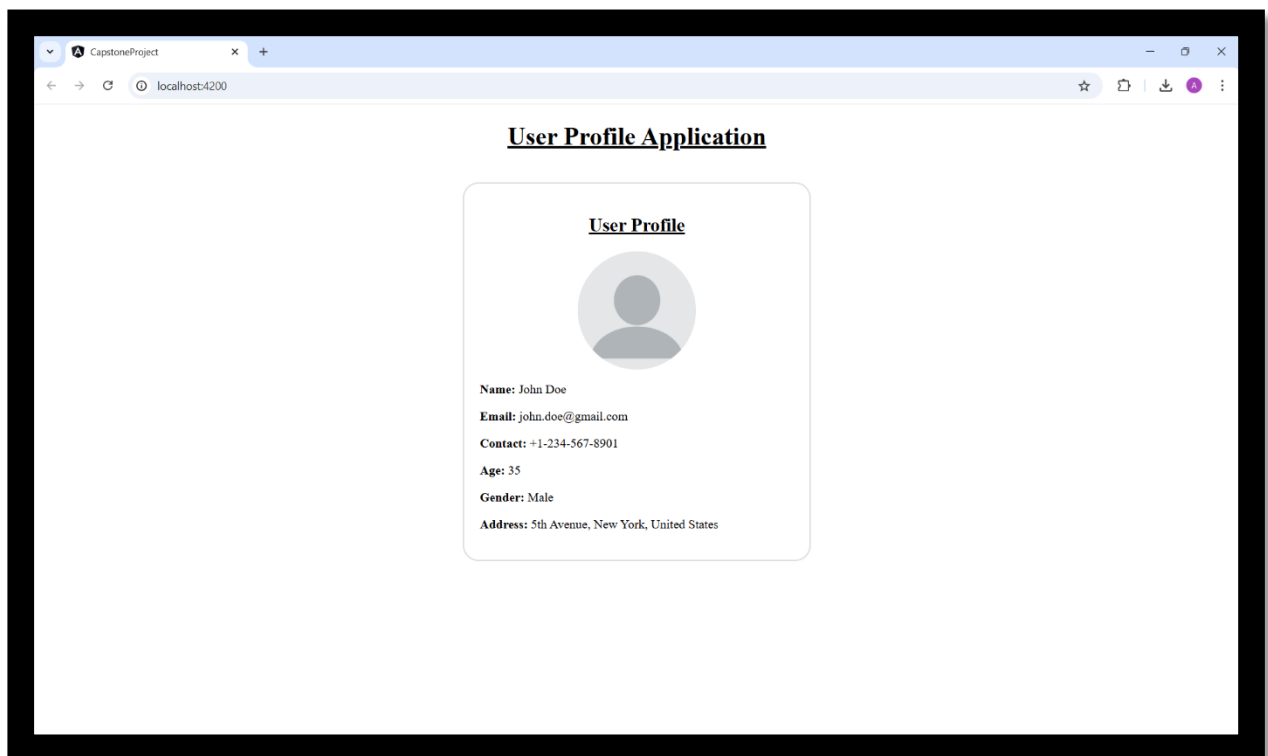 CapstoneProject
localhost:4200
A
User Profile Application
User Profile
Name: John Doe
Email: john.doe@gmail.com
Contact: +1-234-567-8901
Age: 35
Gender: Male
Address: 5th Avenue, New York, United States